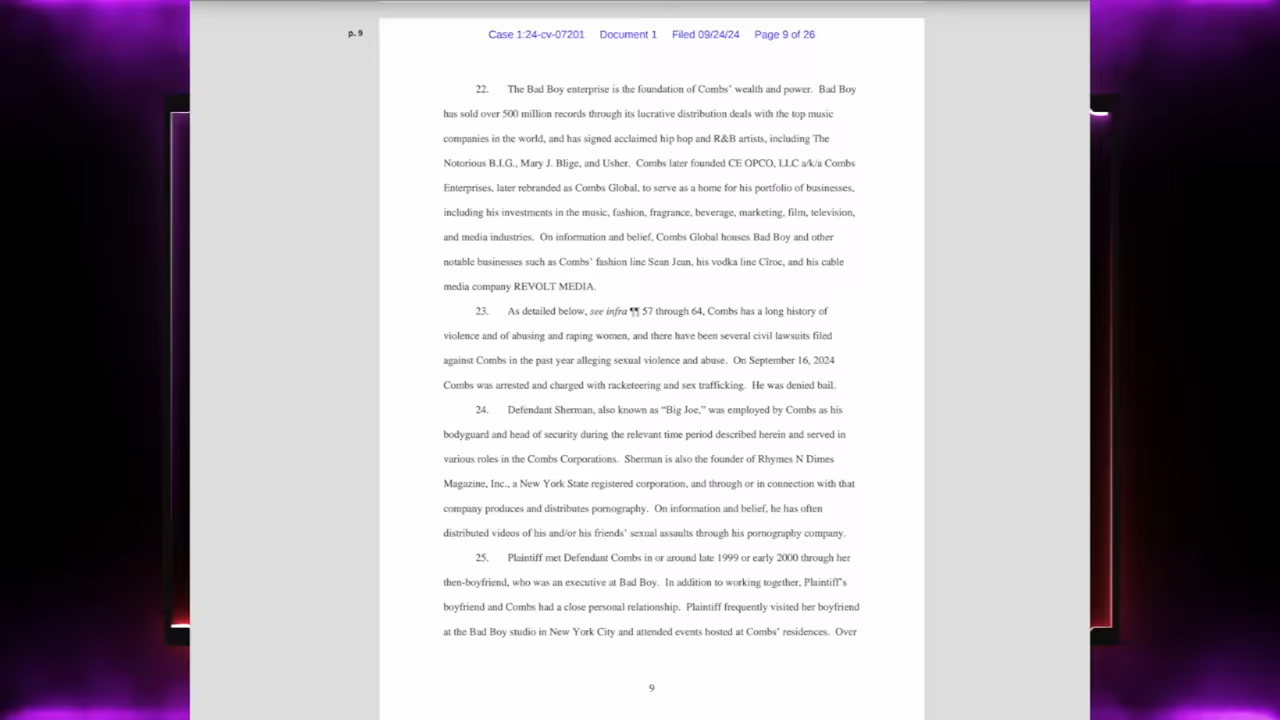 p. 9
Case 1:24-cv-07201 Document 1 Filed 09/24/24 Page 9 of 26
22. The Bad Boy enterprise is the foundation of Combs' wealth and power. Bad Boy
has sold over 500 million records through its lucrative distribution deals with the top music
companies in the world, and has signed acclaimed hip hop and R&B artists, including The
Notorious B.I.G., Mary J. Blige, and Usher. Combs later founded CE OPCO, LLC a/k/a Combs
Enterprises, later rebranded as Combs Global, to serve as a home for his portfolio of businesses,
including his investments in the music, fashion, fragrance, beverage, marketing, film, television,
and media industries. On information and belief, Combs Global houses Bad Boy and other
notable businesses such as Combs' fashion line Sean Jean, his vodka line Cîroc, and his cable
media company REVOLT MEDIA.
23. As detailed below, see infra ¶¶ 57 through 64, Combs has a long history of
violence and of abusing and raping women, and there have been several civil lawsuits filed
against Combs in the past year alleging sexual violence and abuse. On September 16, 2024
Combs was arrested and charged with racketeering and sex trafficking. He was denied bail.
24. Defendant Sherman, also known as “Big Joe,” was employed by Combs as his
bodyguard and head of security during the relevant time period described herein and served in
various roles in the Combs Corporations. Sherman is also the founder of Rhymes N Dimes
Magazine, Inc., a New York State registered corporation, and through or in connection with that
company produces and distributes pornography. On information and belief, he has often
distributed videos of his and/or his friends' sexual assaults through his pornography company.
25. Plaintiff met Defendant Combs in or around late 1999 or early 2000 through her
then-boyfriend, who was an executive at Bad Boy. In addition to working together, Plaintiff's
boyfriend and Combs had a close personal relationship. Plaintiff frequently visited her boyfriend
at the Bad Boy studio in New York City and attended events hosted at Combs' residences. Over
9